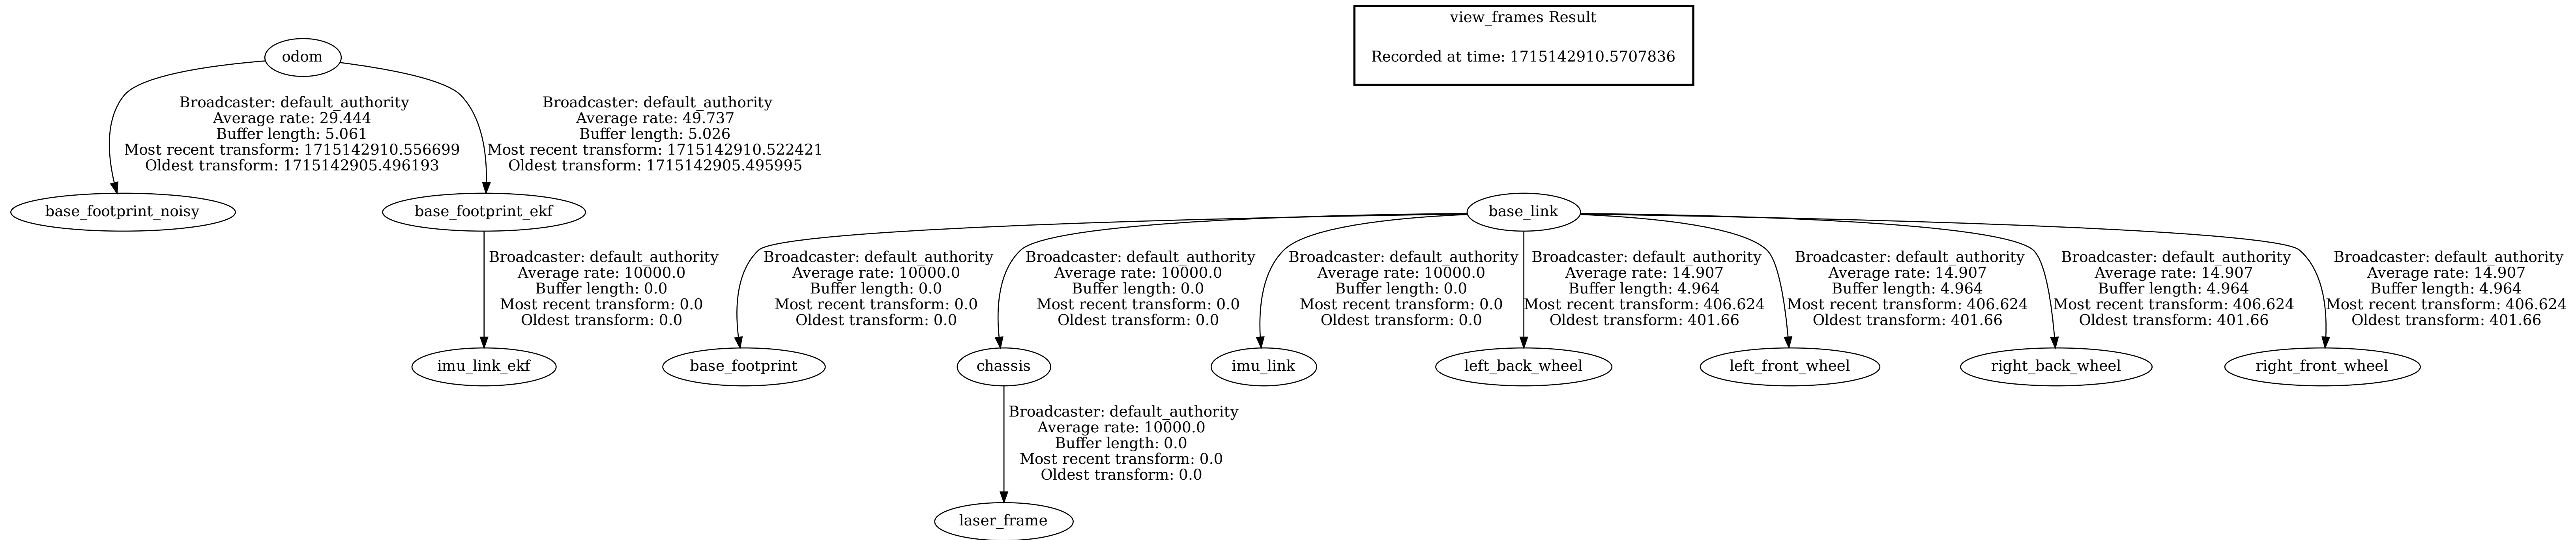 view_frames Result
Recorded at time: 1715142910.5707836
odom
Broadcaster: default_authority
Average rate: 29.444
Buffer length: 5.061
Most recent transform: 1715142910.556699
Oldest transform: 1715142905.496193
Broadcaster: default_authority
Average rate: 49.737
Buffer length: 5.026
Most recent transform: 1715142910.522421
Oldest transform: 1715142905.495995
base_footprint_noisy
base_footprint_ekf
base_link
Broadcaster: default_authority
Average rate: 10000.0
Buffer length: 0.0
Most recent transform: 0.0
Oldest transform: 0.0
Broadcaster: default_authority
Average rate: 10000.0
Buffer length: 0.0
Most recent transform: 0.0
Oldest transform: 0.0
Broadcaster: default_authority
Average rate: 10000.0
Buffer length: 0.0
Most recent transform: 0.0
Oldest transform: 0.0
Broadcaster: default_authority
Average rate: 10000.0
Buffer length: 0.0
Most recent transform: 0.0
Oldest transform: 0.0
Broadcaster: default_authority
Average rate: 14.907
Buffer length: 4.964
Most recent transform: 406.624
Oldest transform: 401.66
Broadcaster: default_authority
Average rate: 14.907
Buffer length: 4.964
Most recent transform: 406.624
Oldest transform: 401.66
Broadcaster: default_authority
Average rate: 14.907
Buffer length: 4.964
Most recent transform: 406.624
Oldest transform: 401.66
Broadcaster: default_authority
Average rate: 14.907
Buffer length: 4.964
Most recent transform: 406.624
Oldest transform: 401.66
imu_link_ekf
base_footprint
chassis
imu_link
left_back_wheel
left_front_wheel
right_back_wheel
right_front_wheel
Broadcaster: default_authority
Average rate: 10000.0
Buffer length: 0.0
Most recent transform: 0.0
Oldest transform: 0.0
laser_frame